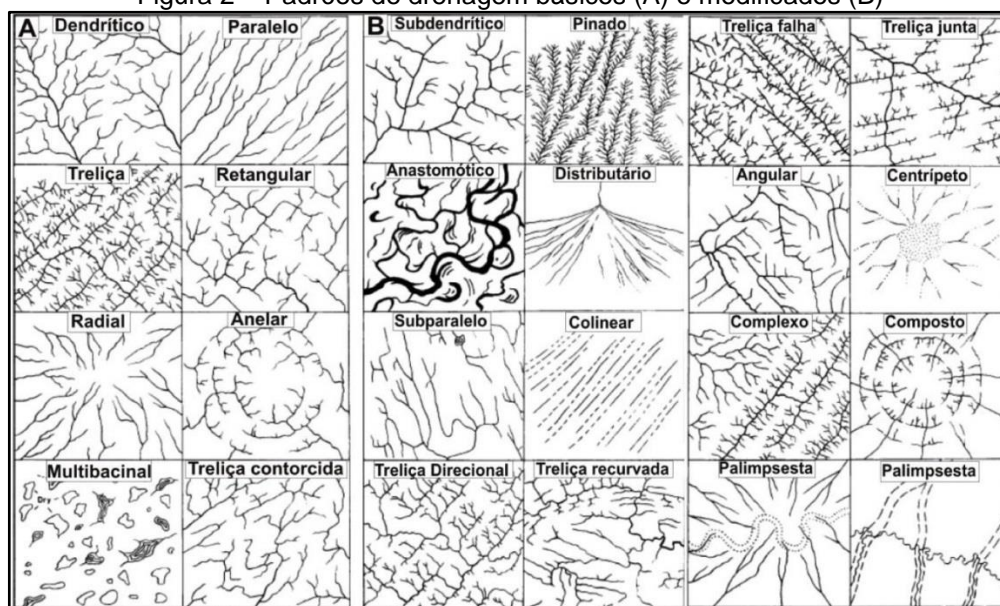 Figura 2 – Padrões de drenagem básicos (A) e modificados (B)
A Dendrítico Paralelo B Subdendrítico Pinado Treliça falha Treliça junta
Treliça Retangular Anastomótico Distributário Angular Centrípeto
Radial Anelar Subparalelo Colinear Complexo Composto
Multibacinal Treliça contorcida Treliça Direcional Treliça recurvada Palimpsesta Palimpsesta
Dry